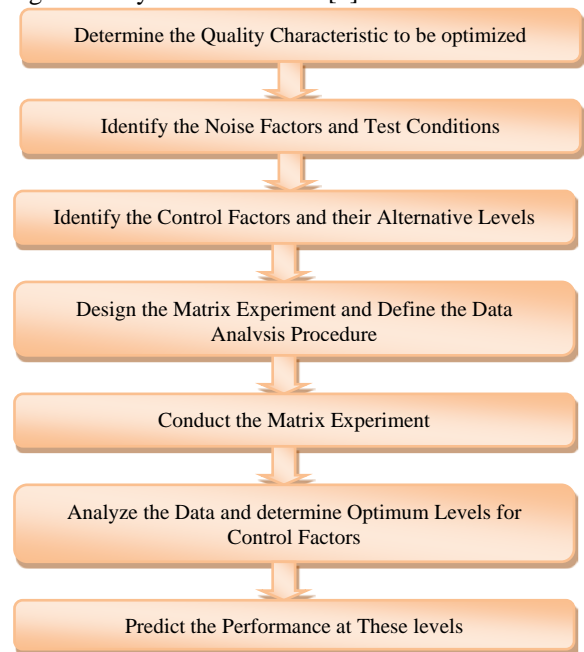 Determine the Quality Characteristic to be optimized
Identify the Noise Factors and Test Conditions
Identify the Control Factors and their Alternative Levels
Design the Matrix Experiment and Define the Data
Analysis Procedure
Conduct the Matrix Experiment
Analyze the Data and determine Optimum Levels for
Control Factors
Predict the Performance at These levels